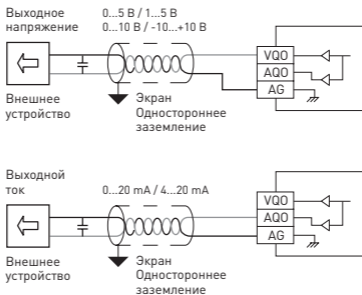 Выходное
напряжение
0...5 В / 1...5 В
0...10 В / -10...+10 В
VQO
AQO
AG
Внешнее
устройство
Экран
Одностороннее
заземление
Выходной
ток
0...20 mA / 4...20 mA
VQO
AQO
AG
Внешнее
устройство
Экран
Одностороннее
заземление